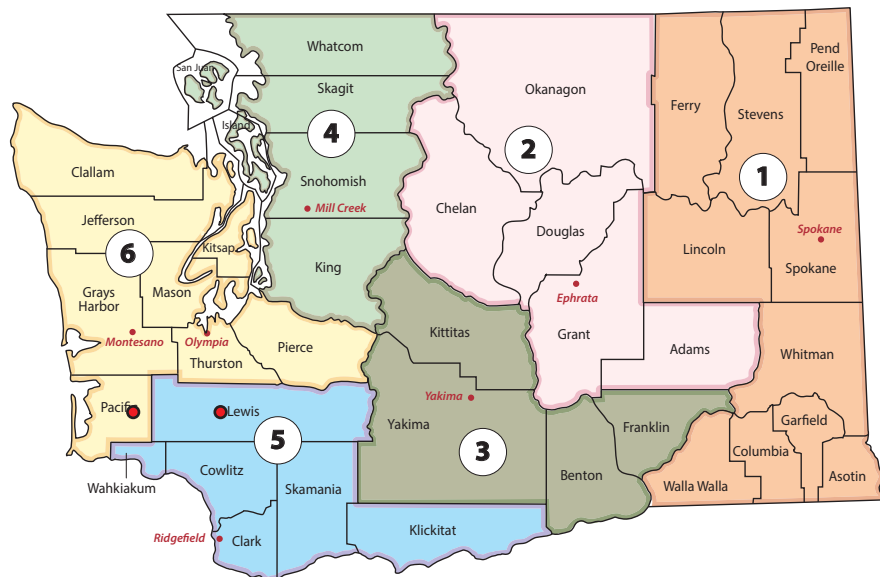 Whatcom
Pend
Oreille
San Juan
Skagit
Okanagon
Ferry
Stevens
Island
4
2
1
Clallam
Snohomish
Mill Creek
Chelan
Jefferson
Douglas
Spokane
Kitsap
6
King
Lincoln
Spokane
Grays
Harbor
Mason
Ephrata
Montesano
Olympia
Kittitas
Grant
Pierce
Adams
Thurston
Whitman
Yakima
Pacific
Lewis
Yakima
Franklin
Garfield
5
3
Columbia
Cowlitz
Benton
Asotin
Wahkiakum
Skamania
Walla Walla
Klickitat
Ridgefield
Clark